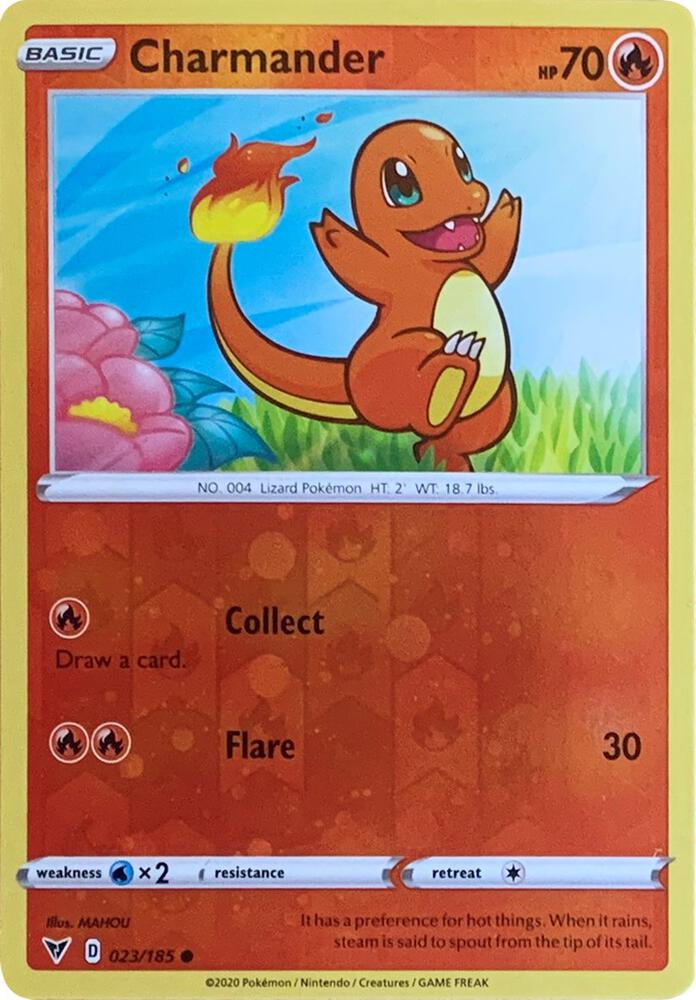 BASIC Charmander HP 70
NO. 004 Lizard Pokémon HT: 2' WT: 18.7 lbs.
Collect
Draw a card.
Flare 30
weakness ×2 resistance retreat
Illus. MAHOU
It has a preference for hot things. When it rains,
steam is said to spout from the tip of its tail.
D 023/185
©2020 Pokémon / Nintendo / Creatures / GAME FREAK